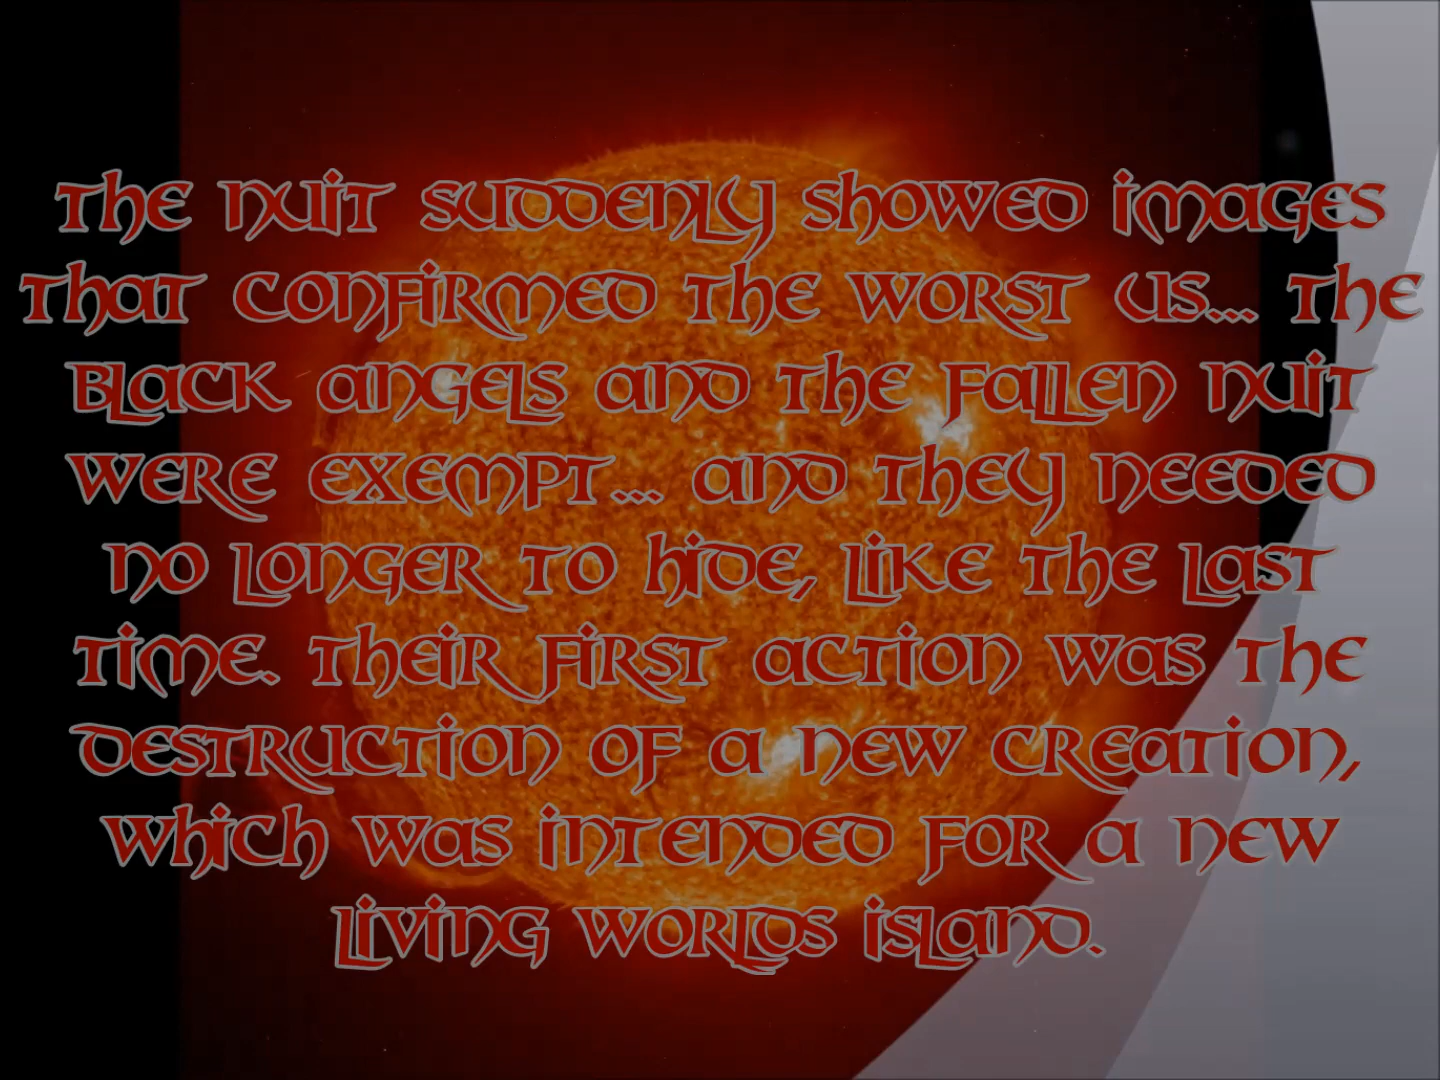 The Nuit suddenly showed images
that confirmed the worst us... The
Black angels and the fallen Nuit
were exempt... and they needed
no longer to hide, like the last
time. Their first action was the
destruction of a new creation,
which was intended for a new
living worlds island.